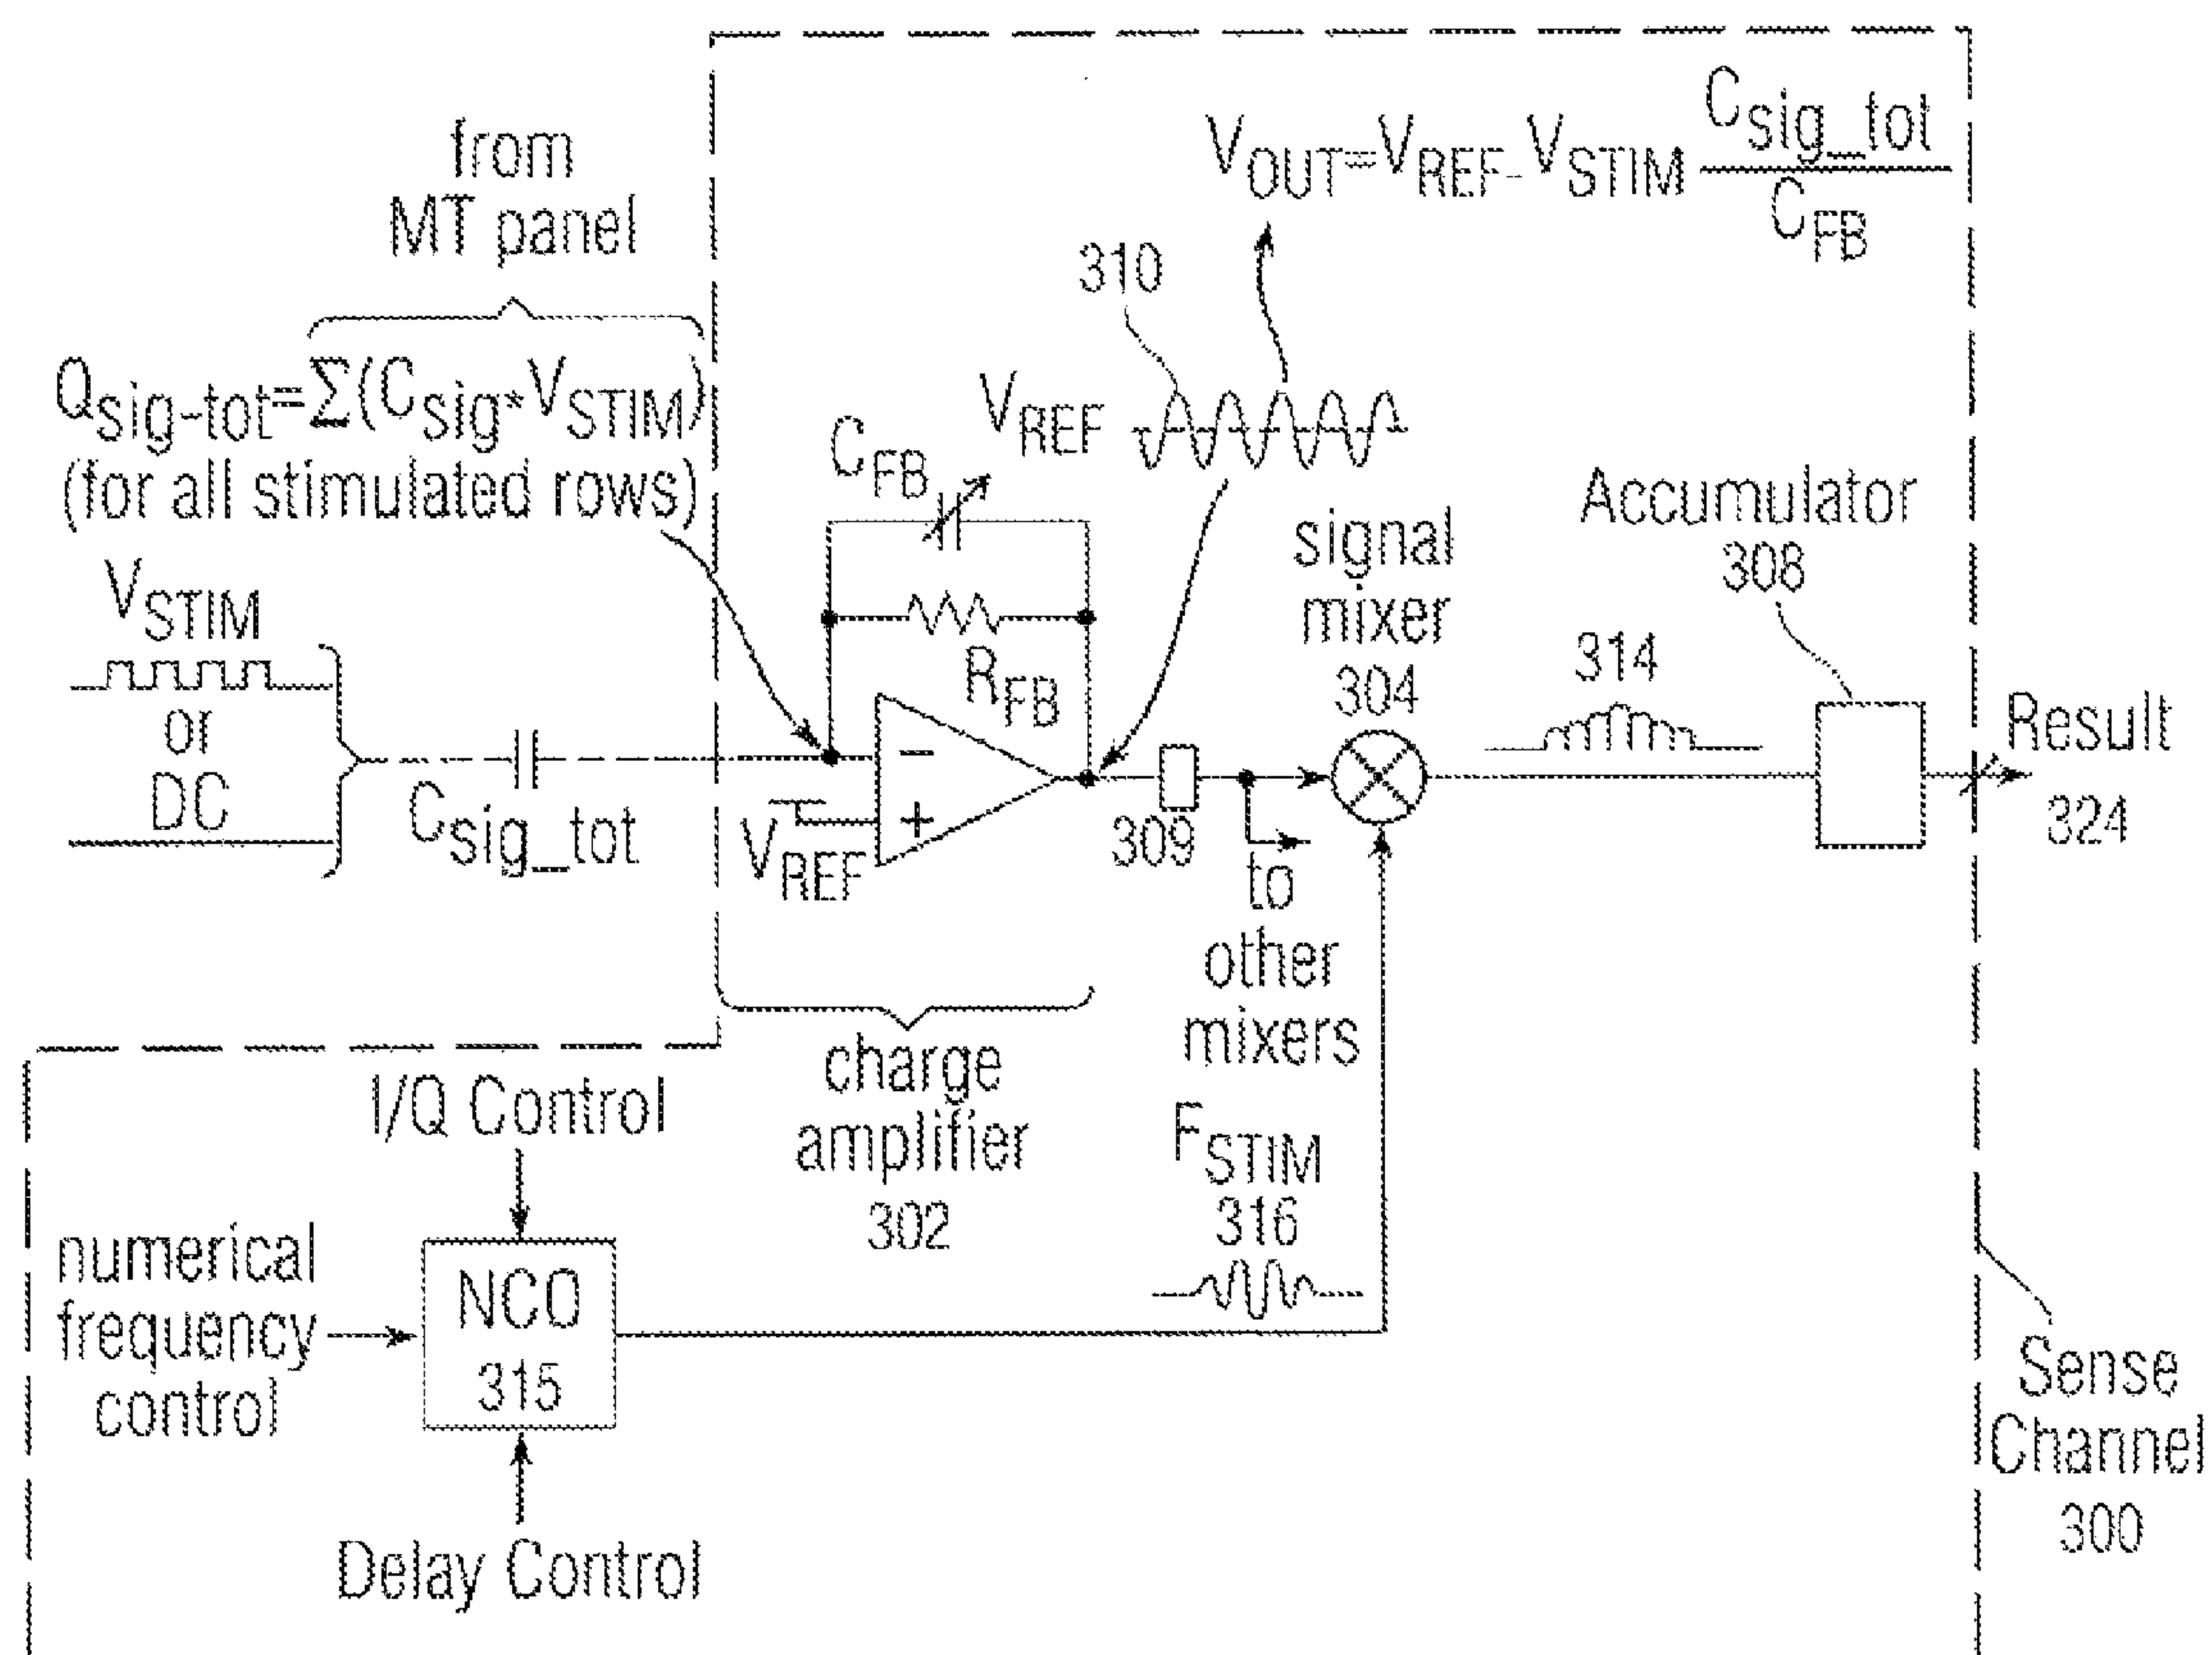 from
MT panel
Qsig-tot=Σ(Csig*VSTIM)
(for all stimulated rows)
VSTIM
or
DC
Csig_tot
VOUT=VREF-VSTIM Csig_tot
CFB
310
VREF
CFB
RFB
VREF
-
+
309
to
other
mixers
signal
mixer
304
314
Accumulator
308
Result
324
charge
amplifier
302
FSTIM
316
I/Q Control
numerical
frequency
control
NCO
315
Delay Control
Sense
Channel
300